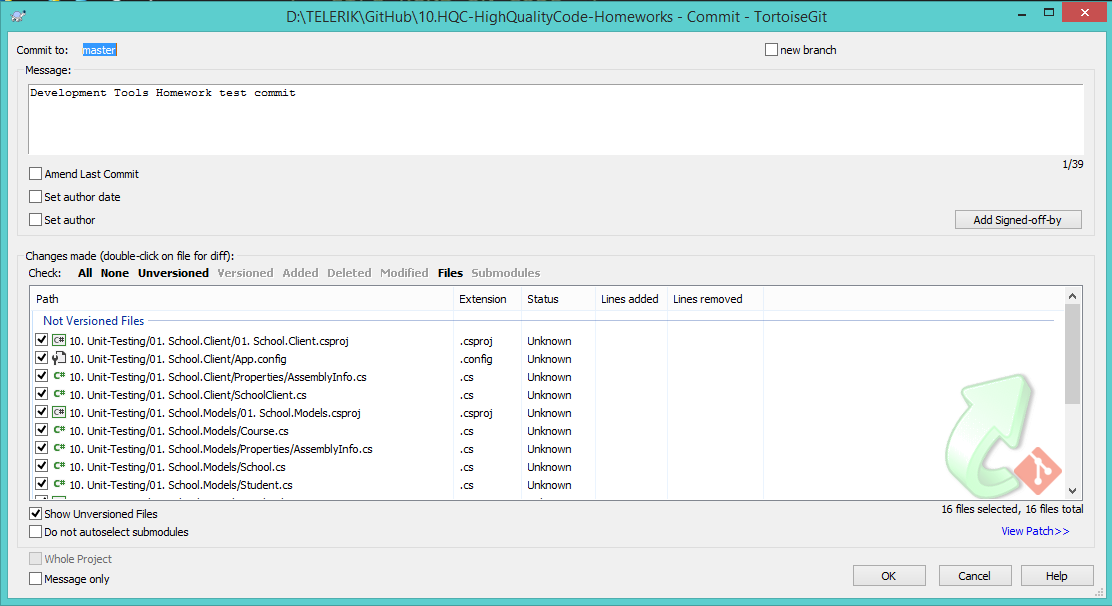 D:\TELERIK\GitHub\10.HQC-HighQualityCode-Homeworks - Commit - TortoiseGit
Commit to: master new branch
Message:
Development Tools Homework test commit
1/39
Amend Last Commit
Set author date
Set author Add Signed-off-by
Changes made (double-click on file for diff):
Check: All None Unversioned Versioned Added Deleted Modified Files Submodules
Path Extension Status Lines added Lines removed
Not Versioned Files
10. Unit-Testing/01. School.Client/01. School.Client.csproj .csproj Unknown
10. Unit-Testing/01. School.Client/App.config .config Unknown
10. Unit-Testing/01. School.Client/Properties/AssemblyInfo.cs .cs Unknown
10. Unit-Testing/01. School.Client/SchoolClient.cs .cs Unknown
10. Unit-Testing/01. School.Models/01. School.Models.csproj .csproj Unknown
10. Unit-Testing/01. School.Models/Course.cs .cs Unknown
10. Unit-Testing/01. School.Models/Properties/AssemblyInfo.cs .cs Unknown
10. Unit-Testing/01. School.Models/School.cs .cs Unknown
10. Unit-Testing/01. School.Models/Student.cs .cs Unknown
Show Unversioned Files 16 files selected, 16 files total
Do not autoselect submodules View Patch>>
Whole Project
Message only OK Cancel Help